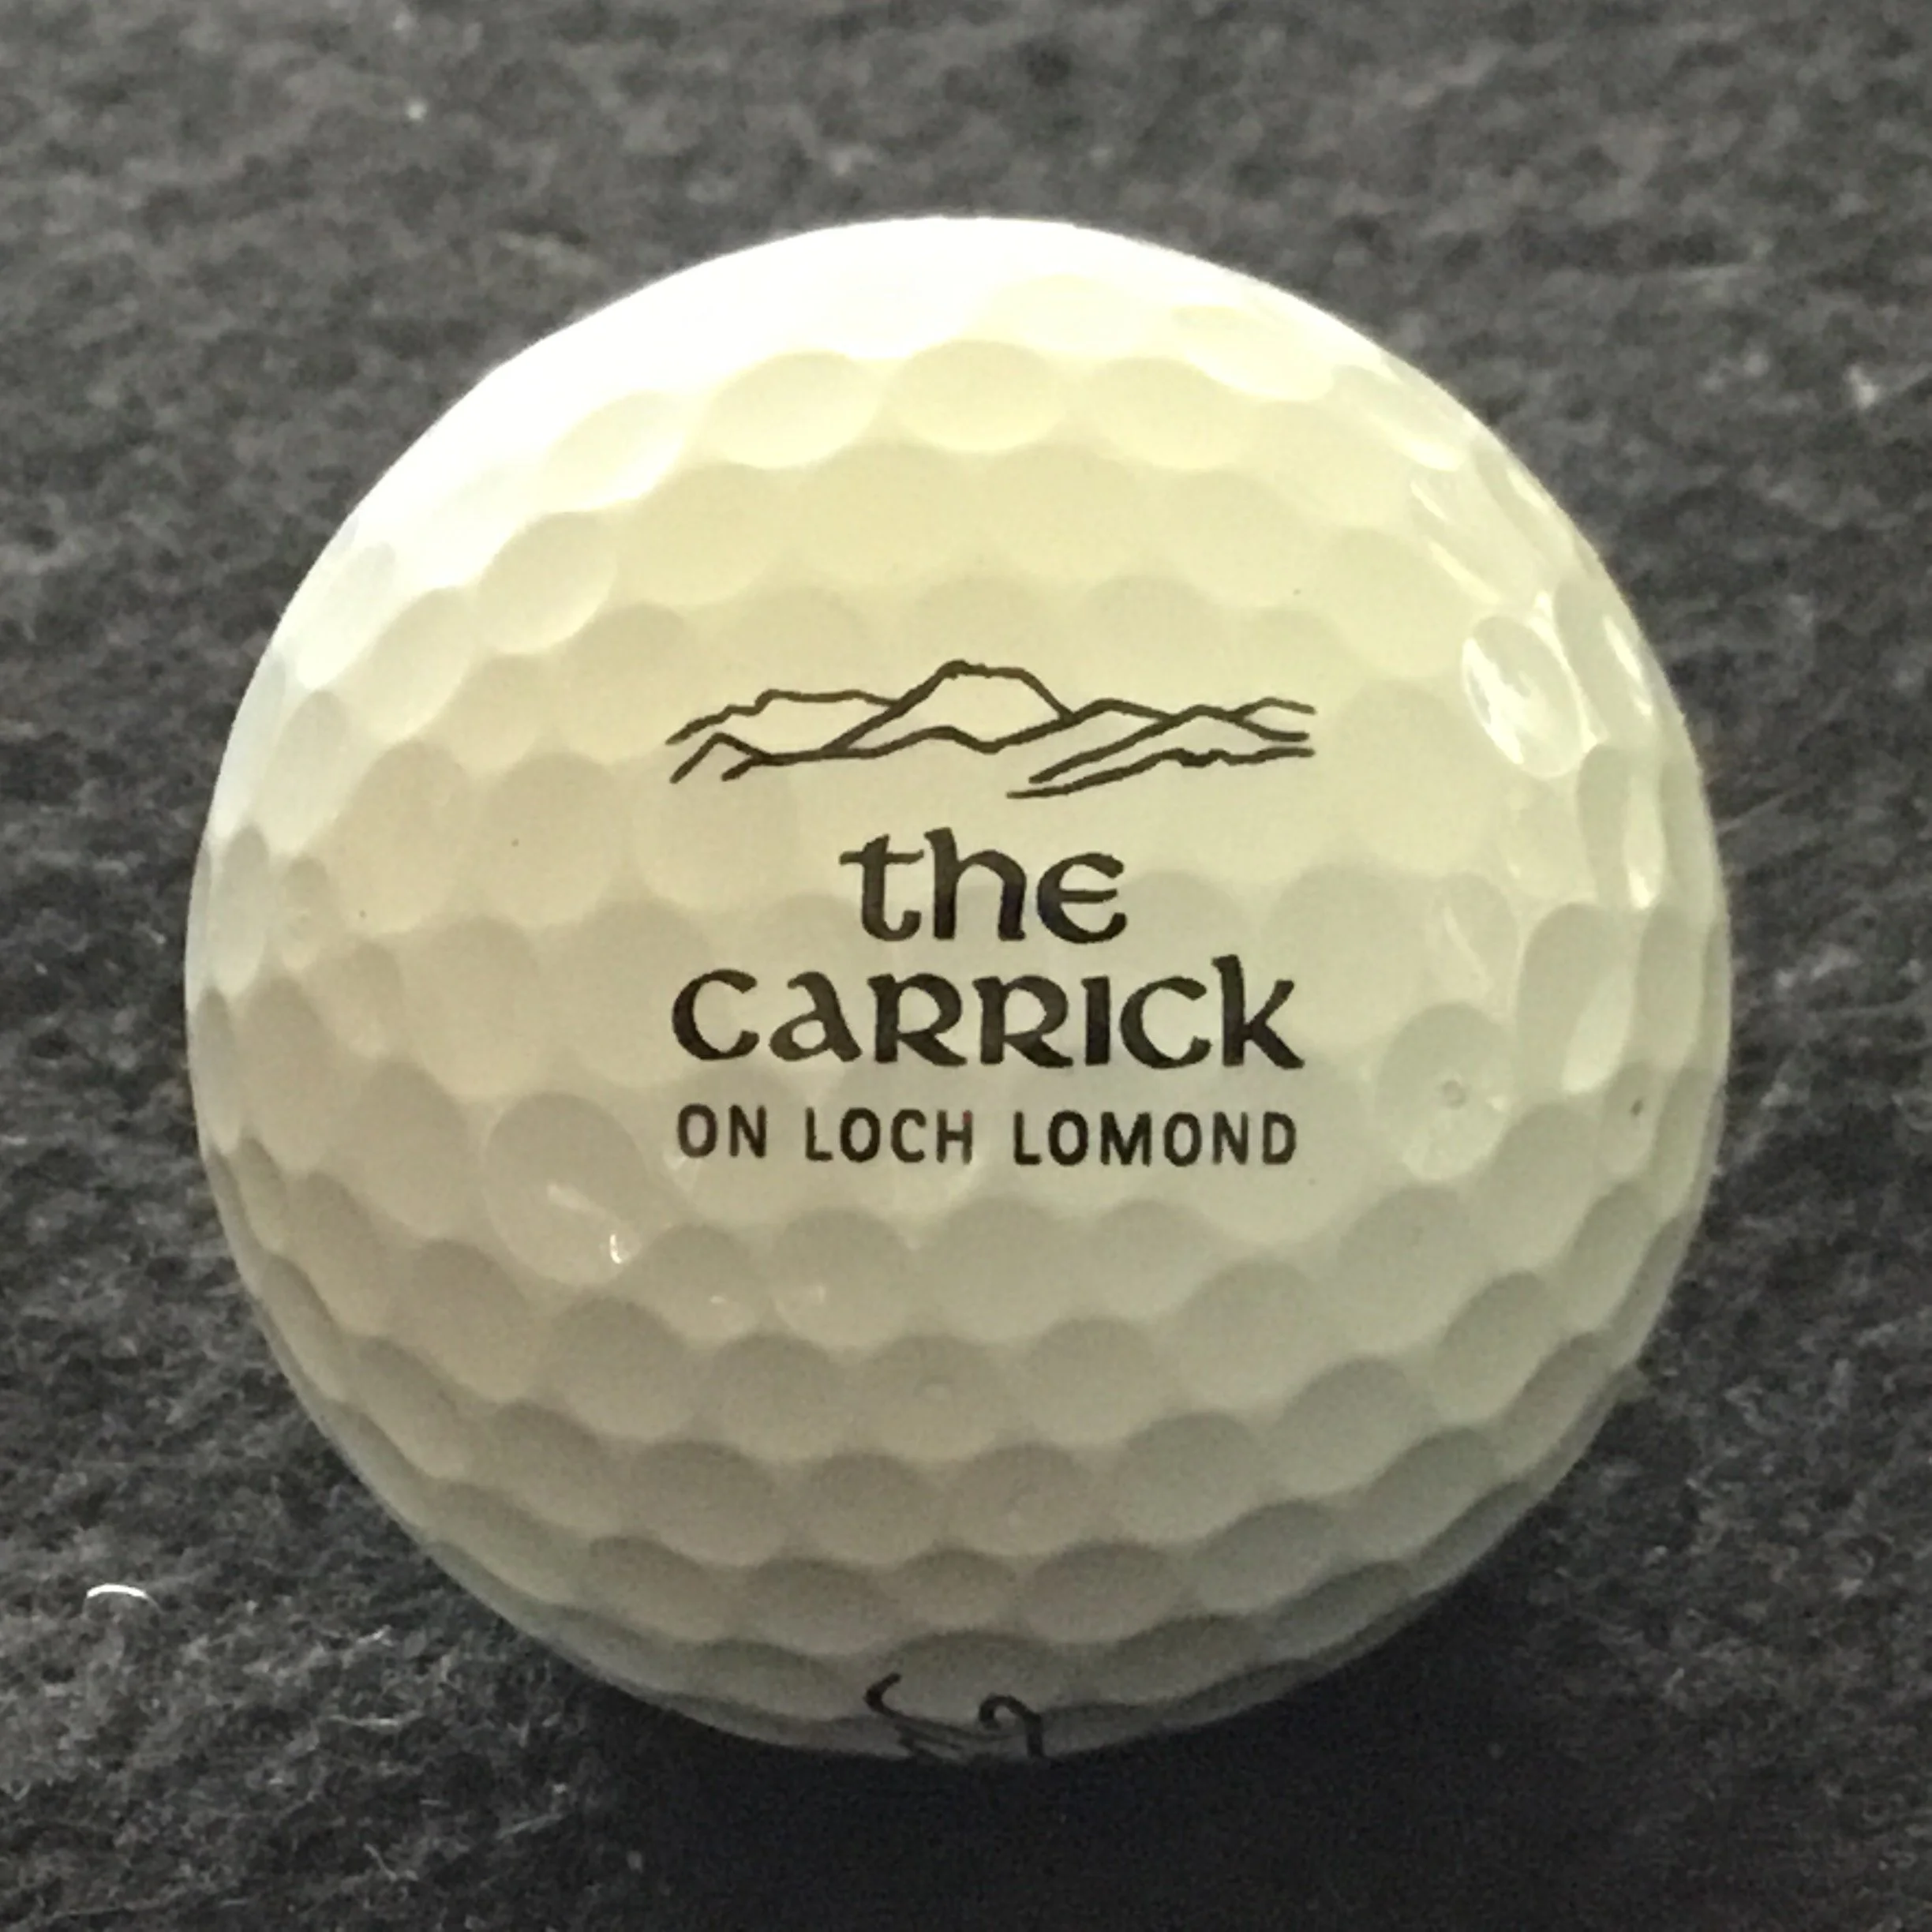 the
CARRICK
ON LOCH LOMOND